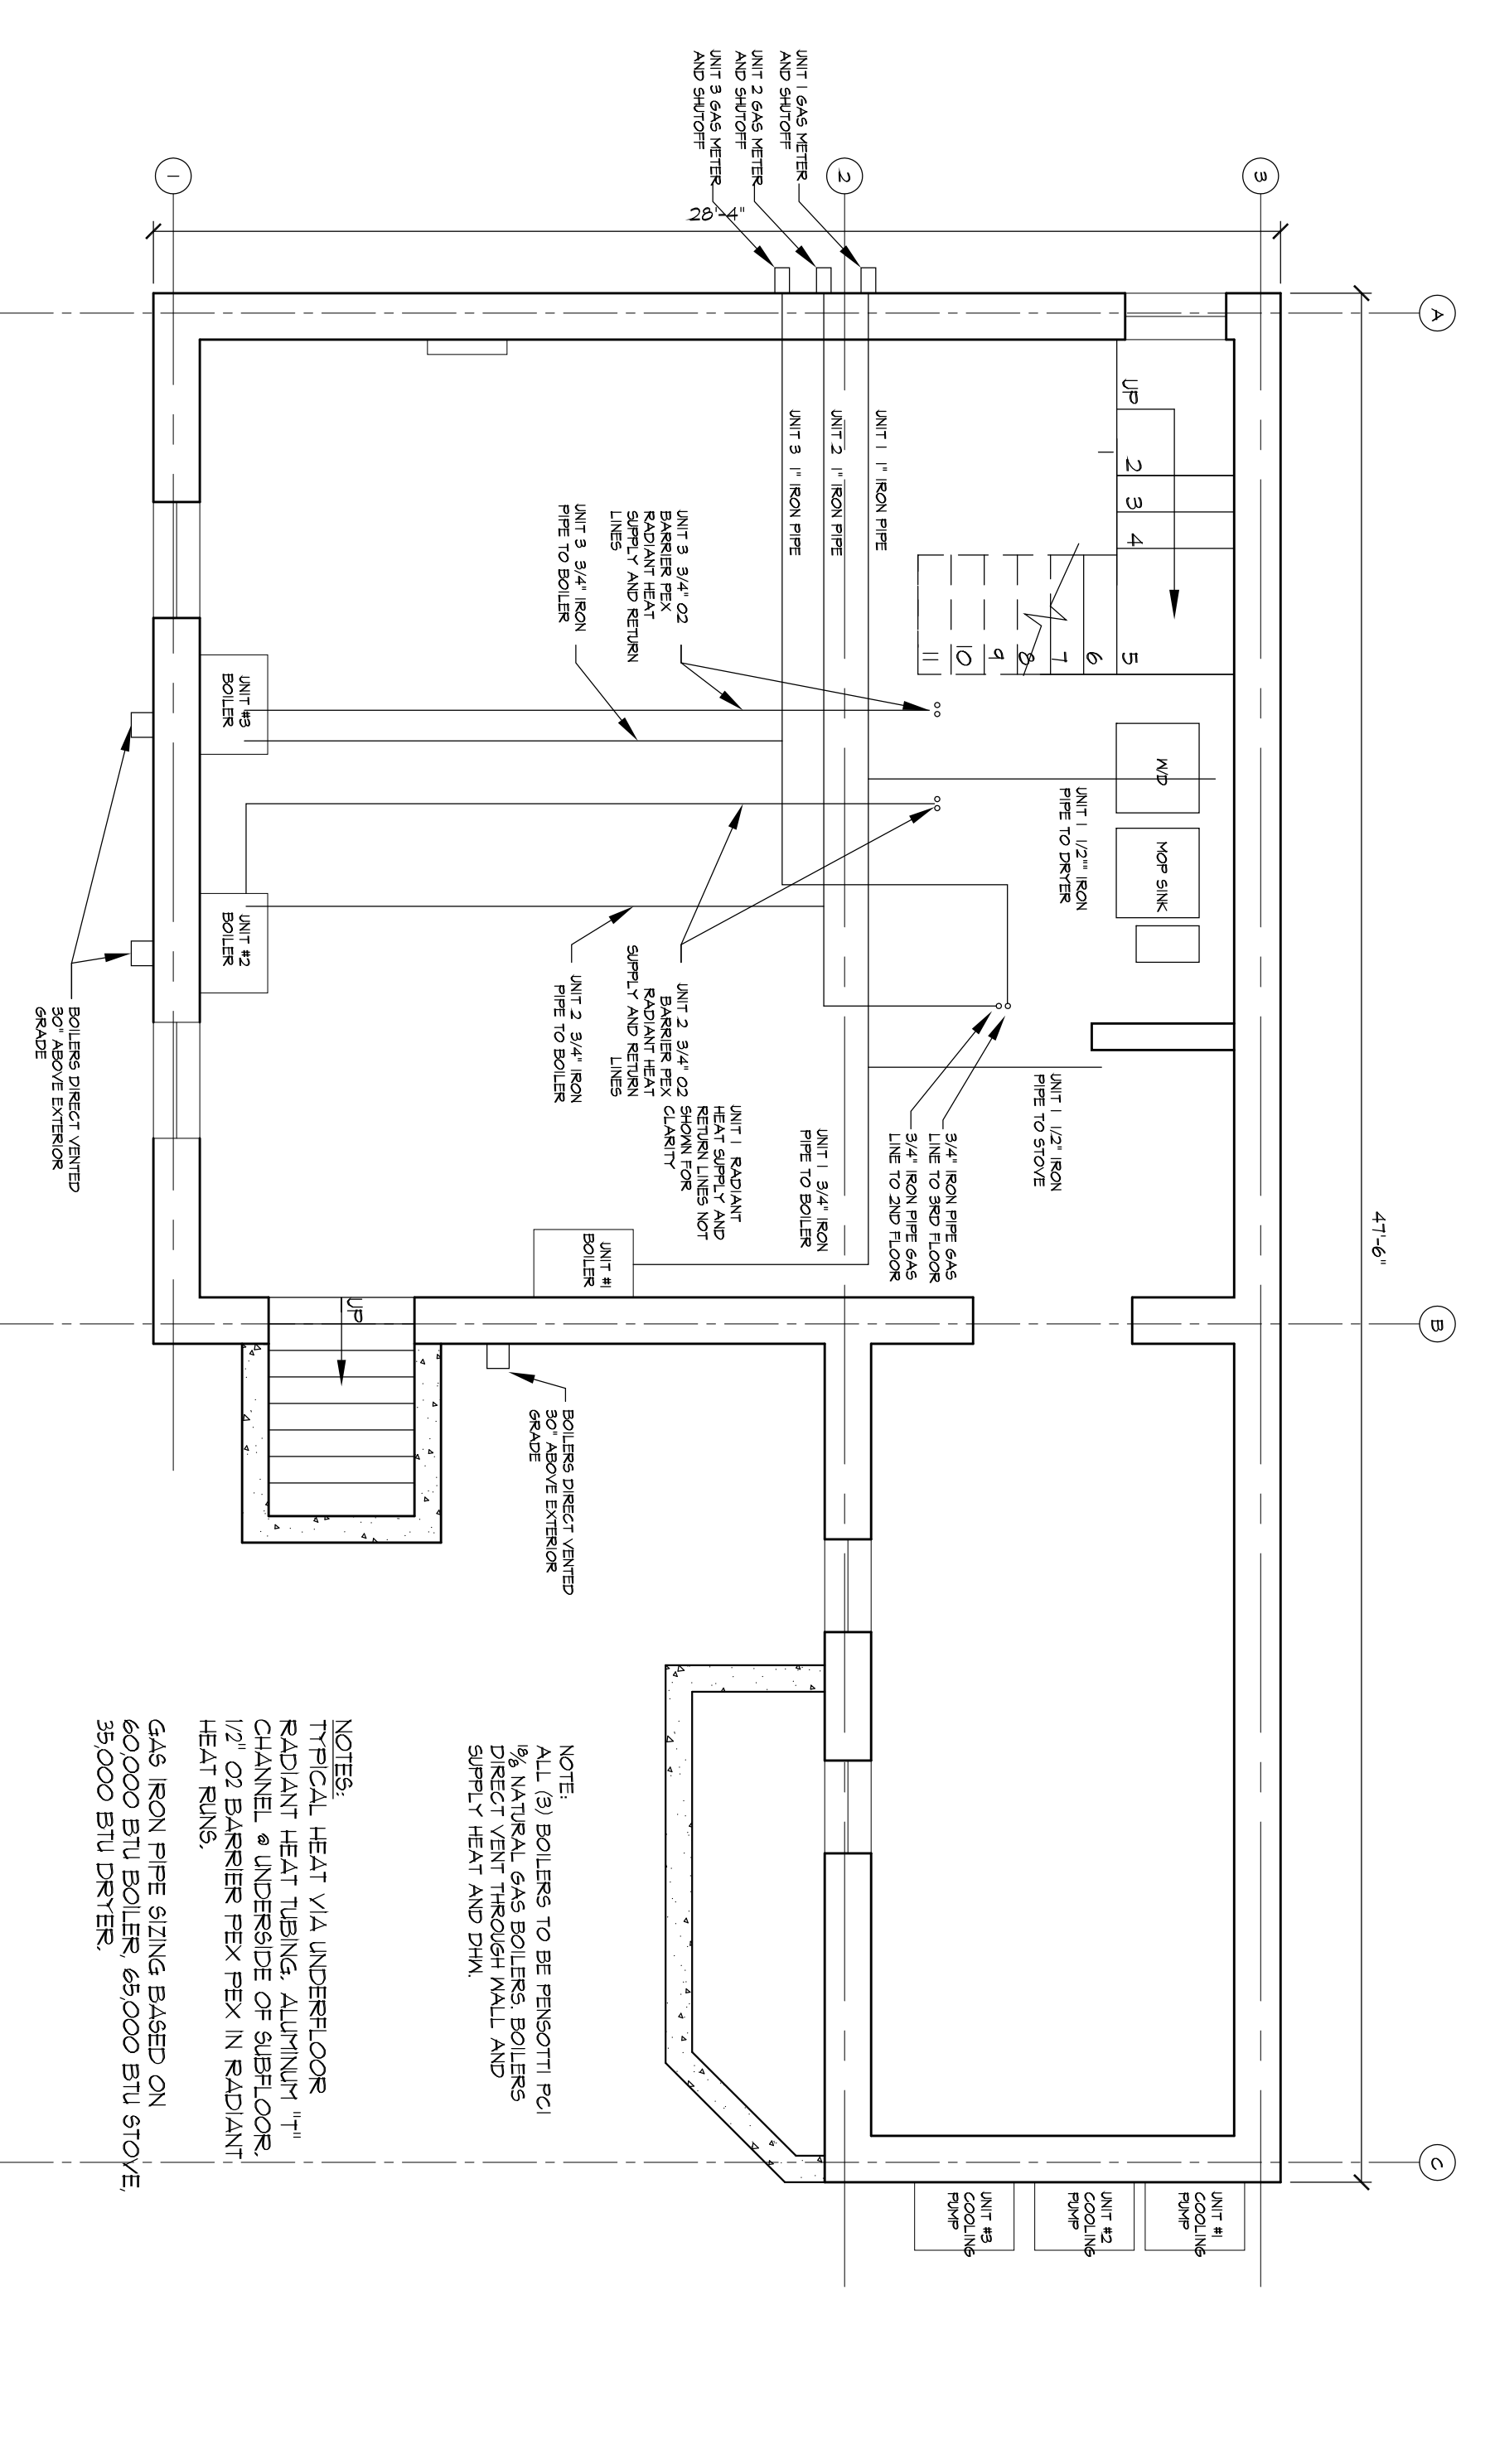 A
B
C
47'-6"
3
UP
1
2
3
4
5
6
7
8
9
10
11
W/D
MOP SINK
UNIT 1 1/2"" IRON
PIPE TO DRYER
UNIT 1 1/2" IRON
PIPE TO STOVE
3/4" IRON PIPE GAS
LINE TO 3RD FLOOR
3/4" IRON PIPE GAS
LINE TO 2ND FLOOR
UNIT #1
COOLING
PUMP
UNIT #2
COOLING
PUMP
UNIT #3
COOLING
PUMP
2
UNIT 1 GAS METER
AND SHUTOFF
UNIT 2 GAS METER
AND SHUTOFF
UNIT 3 GAS METER
AND SHUTOFF
28'-4"
UNIT 1 1" IRON PIPE
UNIT 2 1" IRON PIPE
UNIT 3 1" IRON PIPE
UNIT 1 3/4" IRON
PIPE TO BOILER
UNIT 1 RADIANT
HEAT SUPPLY AND
RETURN LINES NOT
SHOWN FOR
CLARITY
UNIT 3 3/4" O2
BARRIER PEX
RADIANT HEAT
SUPPLY AND RETURN
LINES
UNIT 2 3/4" O2
BARRIER PEX
RADIANT HEAT
SUPPLY AND RETURN
LINES
UNIT 3 3/4" IRON
PIPE TO BOILER
UNIT 2 3/4" IRON
PIPE TO BOILER
UNIT #1
BOILER
BOILERS DIRECT VENTED
30" ABOVE EXTERIOR
GRADE
NOTE:
ALL (3) BOILERS TO BE PENSOTTI PCI
18/8 NATURAL GAS BOILERS. BOILERS
DIRECT VENT THROUGH WALL AND
SUPPLY HEAT AND DHW.
UP
NOTES:
TYPICAL HEAT VIA UNDERFLOOR
RADIANT HEAT TUBING, ALUMINUM "T"
CHANNEL @ UNDERSIDE OF SUBFLOOR.
1/2" O2 BARRIER PEX PEX IN RADIANT
HEAT RUNS.
GAS IRON PIPE SIZING BASED ON
60,000 BTU BOILER, 65,000 BTU STOVE,
35,000 BTU DRYER.
UNIT #3
BOILER
UNIT #2
BOILER
1
BOILERS DIRECT VENTED
30" ABOVE EXTERIOR
GRADE